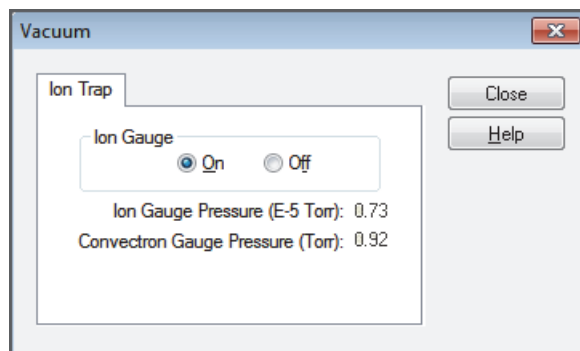 Vacuum
Ion Trap
Close
Help
Ion Gauge
On Off
Ion Gauge Pressure (E-5 Torr): 0.73
Convectron Gauge Pressure (Torr): 0.92